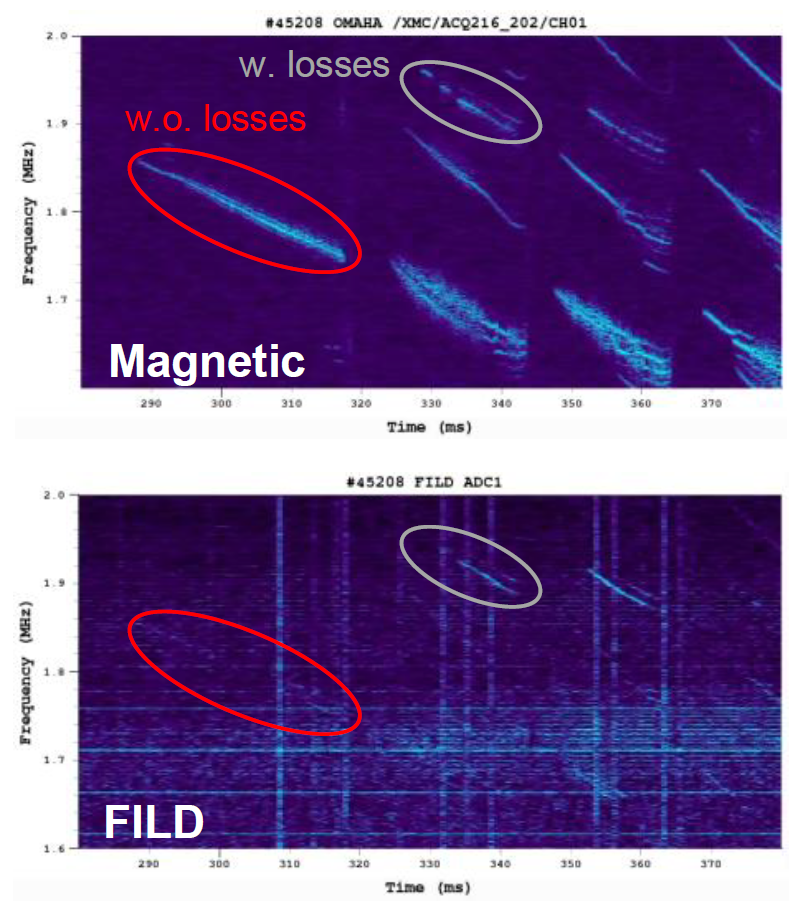 #45208 OMAHA /XMC/ACQ216_202/CH01
2.0
w. losses
1.9
w.o. losses
Frequency (MHz)
1.8
1.7
Magnetic
290 300 310 320 330 340 350 360 370
Time (ms)
#45208 FILD ADC1
2.0
1.9
Frequency (MHz)
1.8
1.7
FILD
1.6
290 300 310 320 330 340 350 360 370
Time (ms)